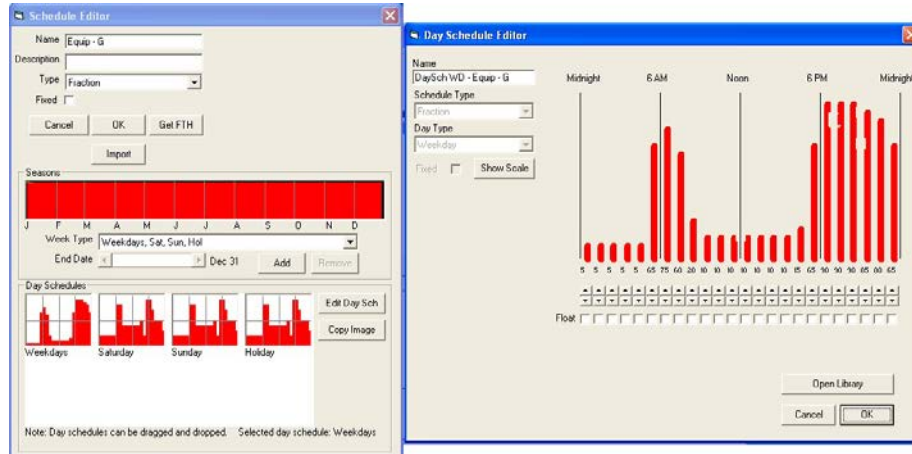 Schedule Editor
Name Equip - G
Description
Type Fraction
Fixed
Cancel OK Get FTH
Import
Seasons
J F M A M J J A S O N D
Week Type Weekdays, Sat, Sun, Hol
End Date Dec 31 Add Remove
Day Schedules
Edit Day Sch
Copy Image
Weekdays Saturday Sunday Holiday
Note: Day schedules can be dragged and dropped. Selected day schedule: Weekdays
Day Schedule Editor
Name
DaySch WD - Equip - G
Midnight 6 AM Noon 6 PM Midnight
Schedule Type
Fraction
Day Type
Weekday
Fixed Show Scale
5 5 5 5 5 65 75 60 20 10 10 10 10 10 10 10 15 65 90 90 90 85 80 65
Float
Open Library
Cancel OK